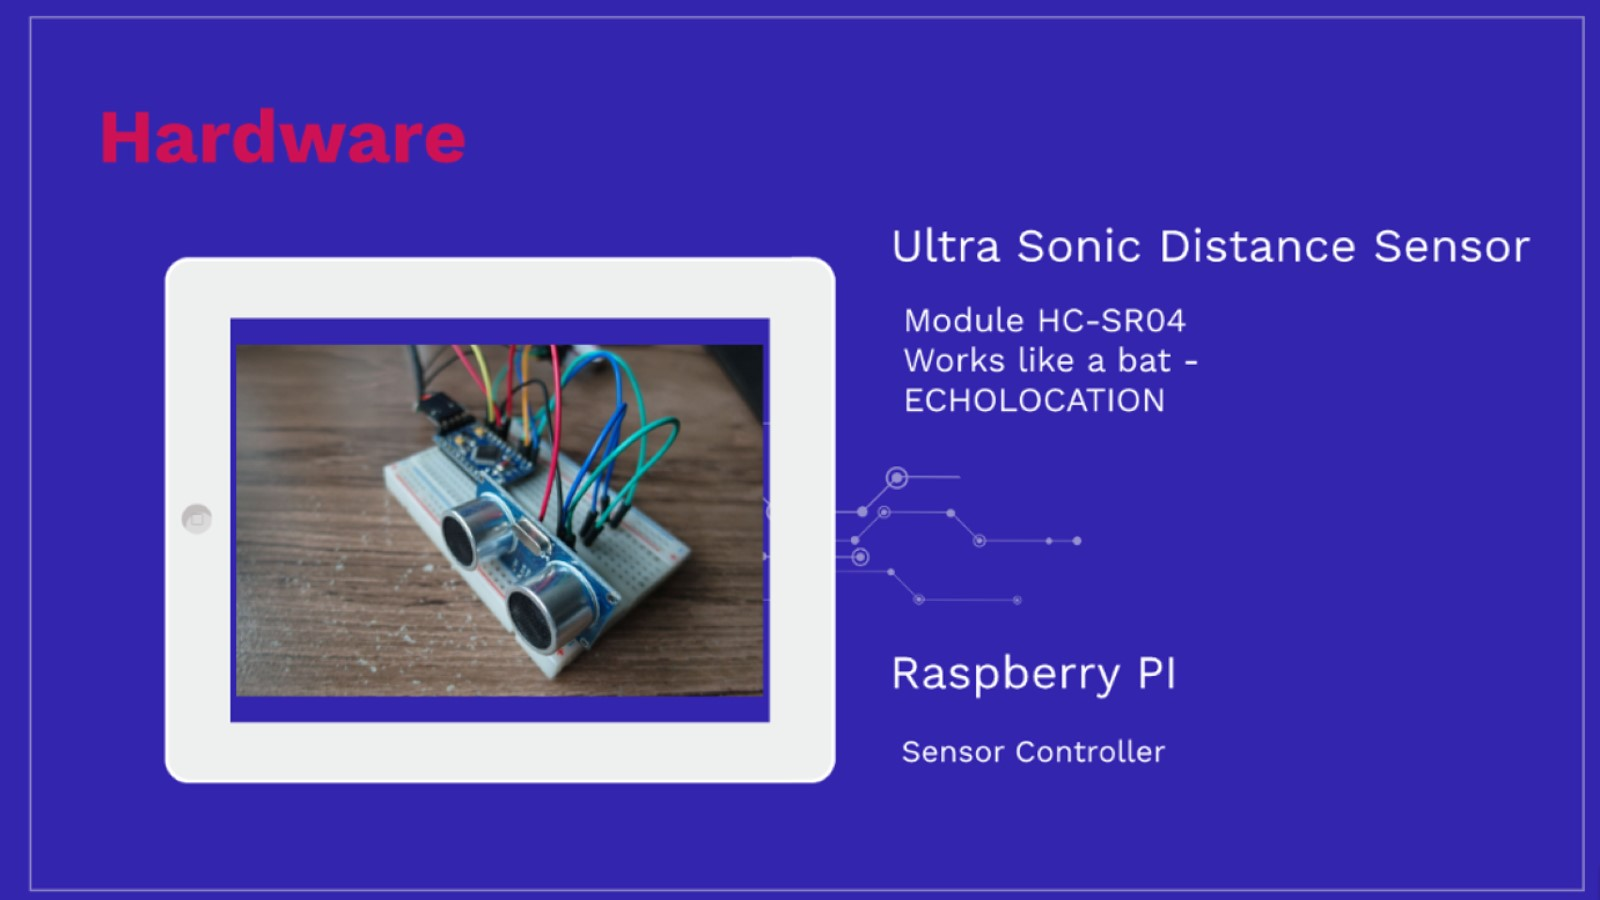 Hardware
Ultra Sonic Distance Sensor
Module HC-SR04
Works like a bat -
ECHOLOCATION
Raspberry PI
Sensor Controller